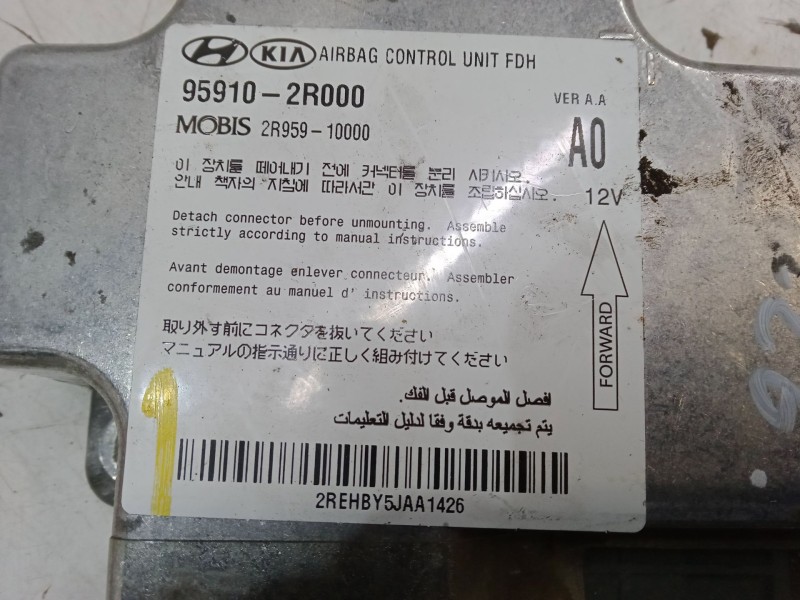 HYUNDAI KIA AIRBAG CONTROL UNIT FDH
95910-2R000
VER A.A
MOBIS 2R959-10000
A0
이 장치를 떼어내기 전에 커넥터를 분리 시키시오.
안내 책자의 지침에 따라서만 이 장치를 조립하십시오.
12V
Detach connector before unmounting. Assemble
strictly according to manual instructions.
Avant demontage enlever connecteur. Assembler
conformement au manuel d' instructions.
FORWARD
取り外す前にコネクタを抜いてください
マニュアルの指示通りに正しく組み付けてください
افصل الموصل قبل الفك.
يتم تجميعه بدقة وفقا لدليل التعليمات
1
2REHBY5JAA1426